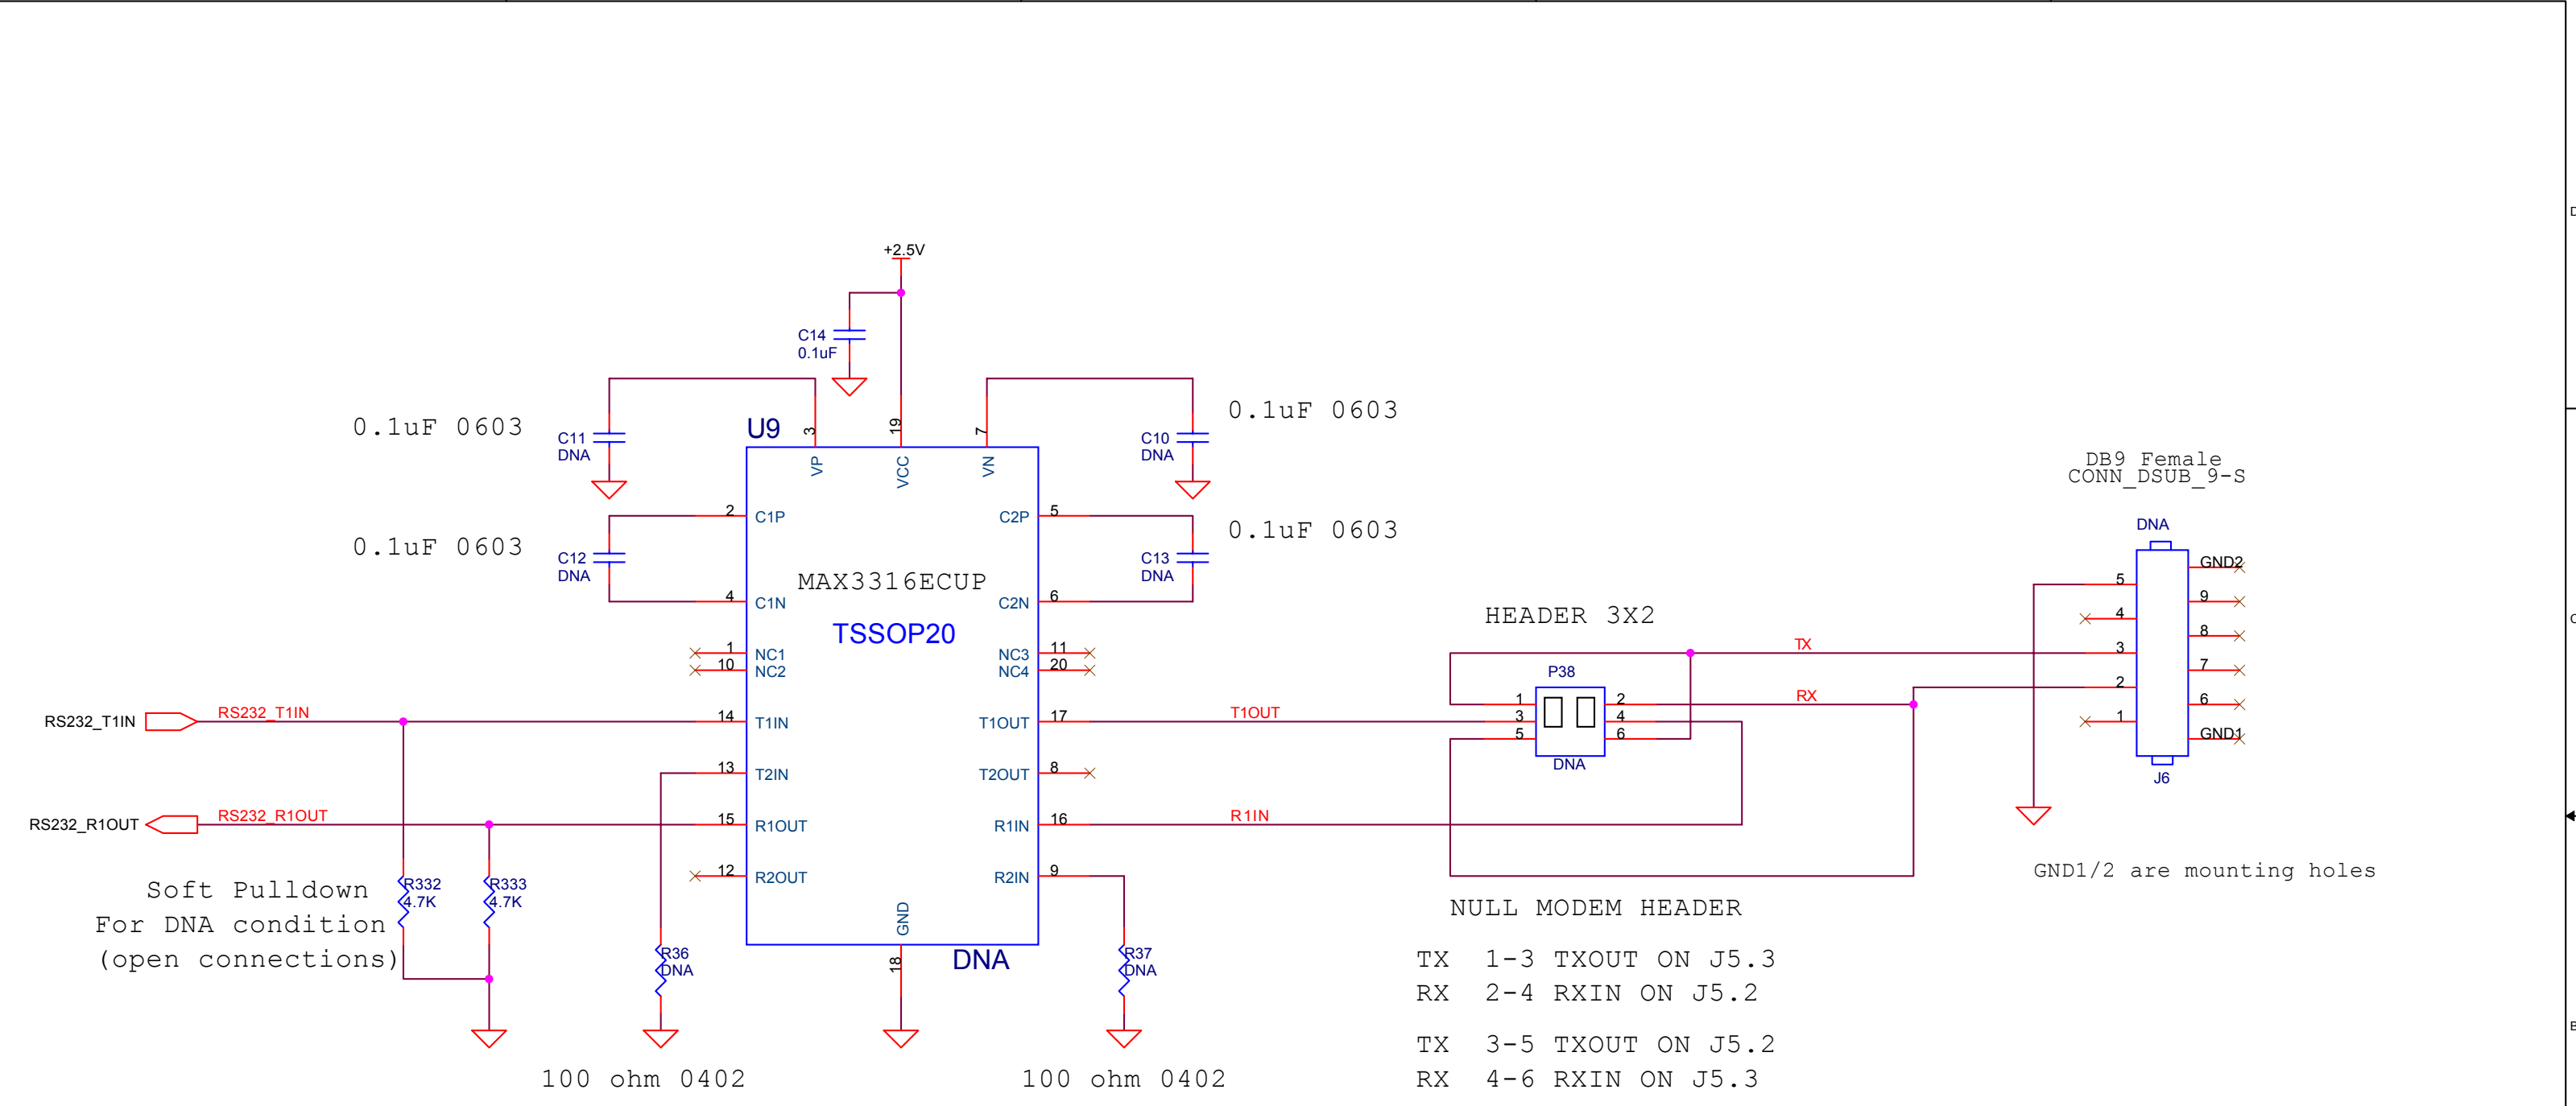 D
+2.5V
C14
0.1uF
0.1uF 0603
C11
DNA
U9
3
VP
19
VCC
7
VN
0.1uF 0603
C10
DNA
DB9 Female
CONN_DSUB_9-S
DNA
2
C1P
C2P
5
0.1uF 0603
C12
DNA
0.1uF 0603
C13
DNA
MAX3316ECUP
4
C1N
C2N
6
TSSOP20
1
NC1
10
NC2
NC3
11
NC4
20
HEADER 3X2
P38
TX
RX
1
2
3
4
5
6
DNA
5
4
3
2
1
GND2
9
8
7
6
GND1
J6
C
RS232_T1IN
RS232_T1IN
14
T1IN
T1OUT
17
T1OUT
13
T2IN
T2OUT
8
RS232_R1OUT
RS232_R1OUT
15
R1OUT
R1IN
16
R1IN
12
R2OUT
R2IN
9
GND
18
DNA
GND1/2 are mounting holes
Soft Pulldown
For DNA condition
(open connections)
R332
4.7K
R333
4.7K
R36
DNA
R37
DNA
100 ohm 0402
100 ohm 0402
NULL MODEM HEADER
TX 1-3 TXOUT ON J5.3
RX 2-4 RXIN ON J5.2
TX 3-5 TXOUT ON J5.2
RX 4-6 RXIN ON J5.3
B